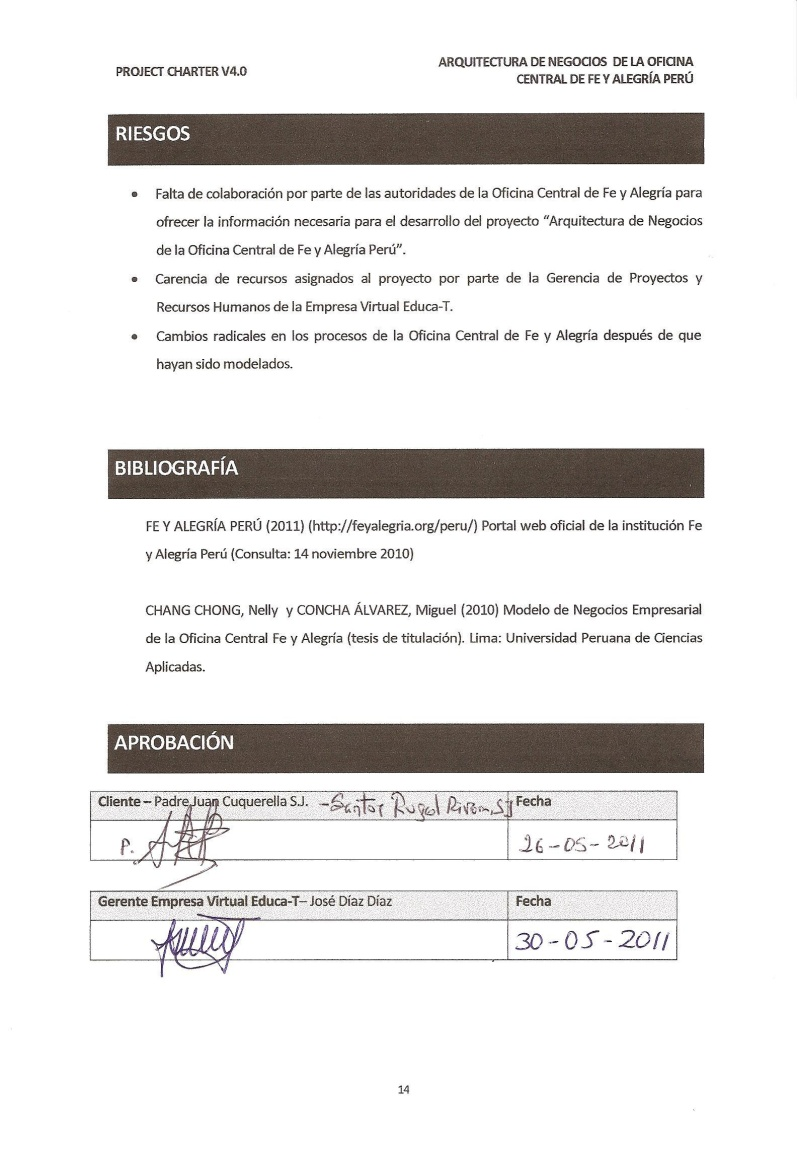 PROJECT CHARTER V4.0
ARQUITECTURA DE NEGOCIOS DE LA OFICINA
CENTRAL DE FE Y ALEGRÍA PERÚ
RIESGOS
• Falta de colaboración por parte de las autoridades de la Oficina Central de Fe y Alegría para
ofrecer la información necesaria para el desarrollo del proyecto “Arquitectura de Negocios
de la Oficina Central de Fe y Alegría Perú”.
• Carencia de recursos asignados al proyecto por parte de la Gerencia de Proyectos y
Recursos Humanos de la Empresa Virtual Educa-T.
• Cambios radicales en los procesos de la Oficina Central de Fe y Alegría después de que
hayan sido modelados.
BIBLIOGRAFÍA
FE Y ALEGRÍA PERÚ (2011) (http://feyalegria.org/peru/) Portal web oficial de la institución Fe
y Alegría Perú (Consulta: 14 noviembre 2010)
CHANG CHONG, Nelly y CONCHA ÁLVAREZ, Miguel (2010) Modelo de Negocios Empresarial
de la Oficina Central Fe y Alegría (tesis de titulación). Lima: Universidad Peruana de Ciencias
Aplicadas.
APROBACIÓN
Cliente – Padre Juan Cuquerella S.J. Fecha
P. 26-05-2011
Gerente Empresa Virtual Educa-T– José Díaz Díaz Fecha
30-05-2011
14